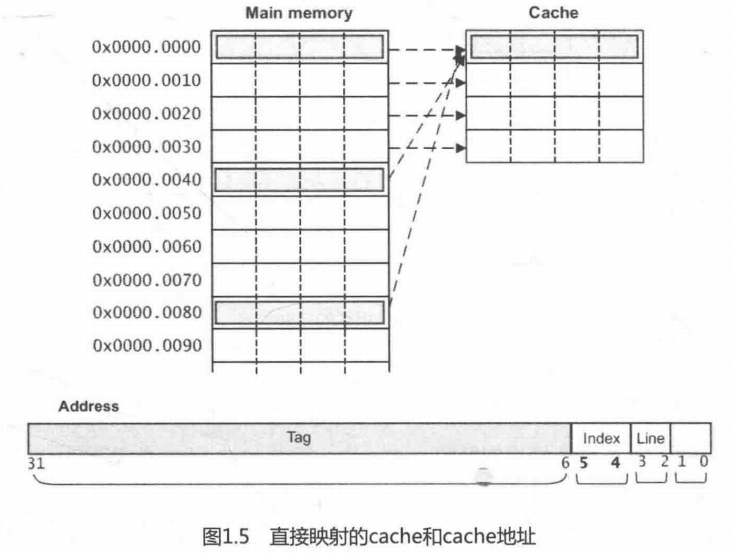 Main memory
Cache
0x0000.0000
0x0000.0010
0x0000.0020
0x0000.0030
0x0000.0040
0x0000.0050
0x0000.0060
0x0000.0070
0x0000.0080
0x0000.0090
Address
Tag Index Line
31 6 5 4 3 2 1 0
图1.5 直接映射的cache和cache地址